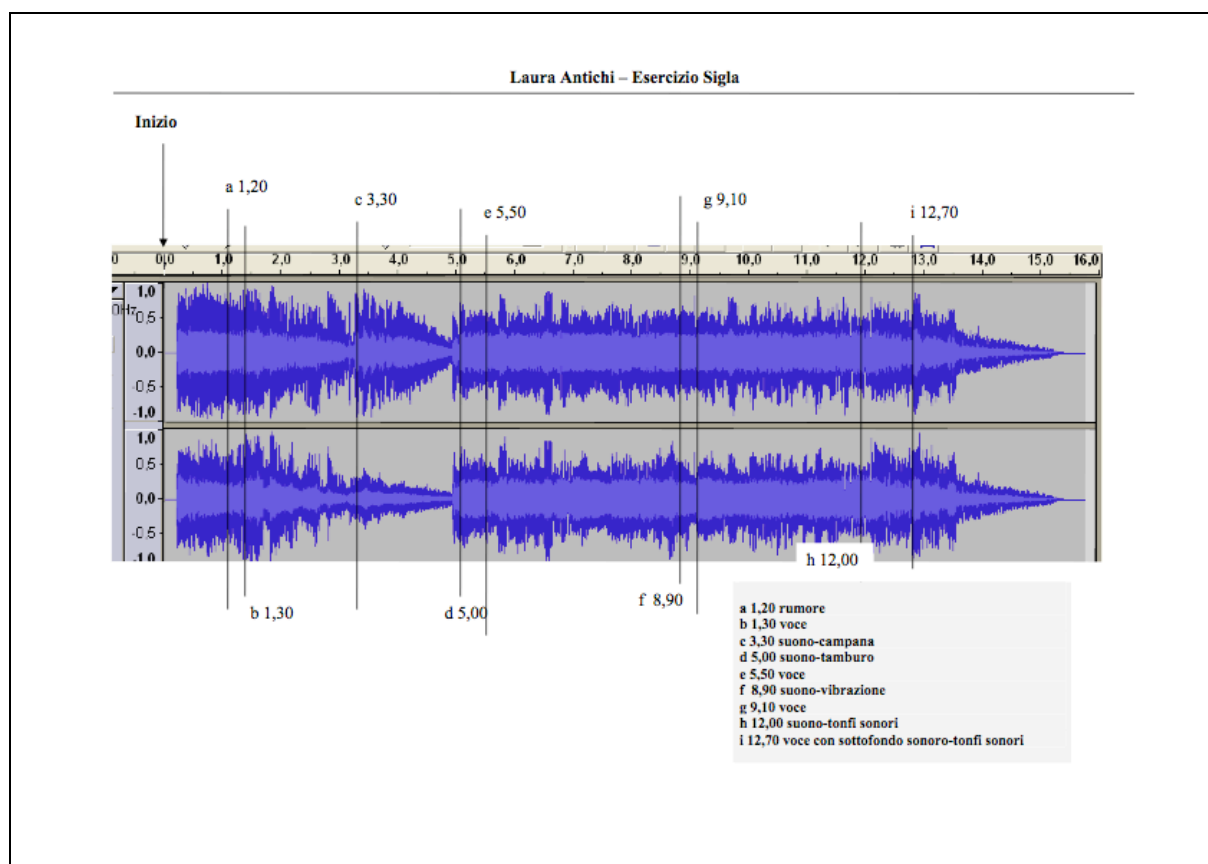 Laura Antichi – Esercizio Sigla
Inizio
a 1,20
c 3,30
g 9,10
e 5,50
i 12,70
0 0,0 1,0 2,0 3,0 4,0 5,0 6,0 7,0 8,0 9,0 10,0 11,0 12,0 13,0 14,0 15,0 16,0
1,0
0Hz
0,5
0,0
-0,5
-1,0
1,0
0,5
0,0
-0,5
-1,0
h 12,00
f 8,90
b 1,30
d 5,00
a 1,20 rumore
b 1,30 voce
c 3,30 suono-campana
d 5,00 suono-tamburo
e 5,50 voce
f 8,90 suono-vibrazione
g 9,10 voce
h 12,00 suono-tonfi sonori
i 12,70 voce con sottofondo sonoro-tonfi sonori